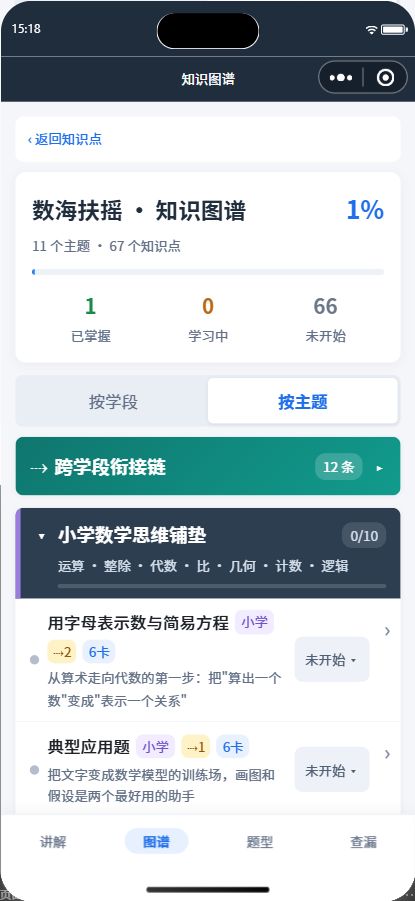 15:18
知识图谱
‹ 返回知识点
数海扶摇 · 知识图谱 1%
11 个主题 · 67 个知识点
1 0 66
已掌握 学习中 未开始
按学段 按主题
⤏ 跨学段衔接链 12 条 ▸
▾ 小学数学思维铺垫 0/10
运算 · 整除 · 代数 · 比 · 几何 · 计数 · 逻辑
用字母表示数与简易方程 小学
⤏2 6卡
未开始 ▾ ›
从算术走向代数的第一步：把"算出一个
数"变成"表示一个关系"
典型应用题 小学 ⤏1 6卡
未开始 ▾ ›
把文字变成数学模型的训练场，画图和
假设是两个最好用的助手
讲解 图谱 题型 查漏